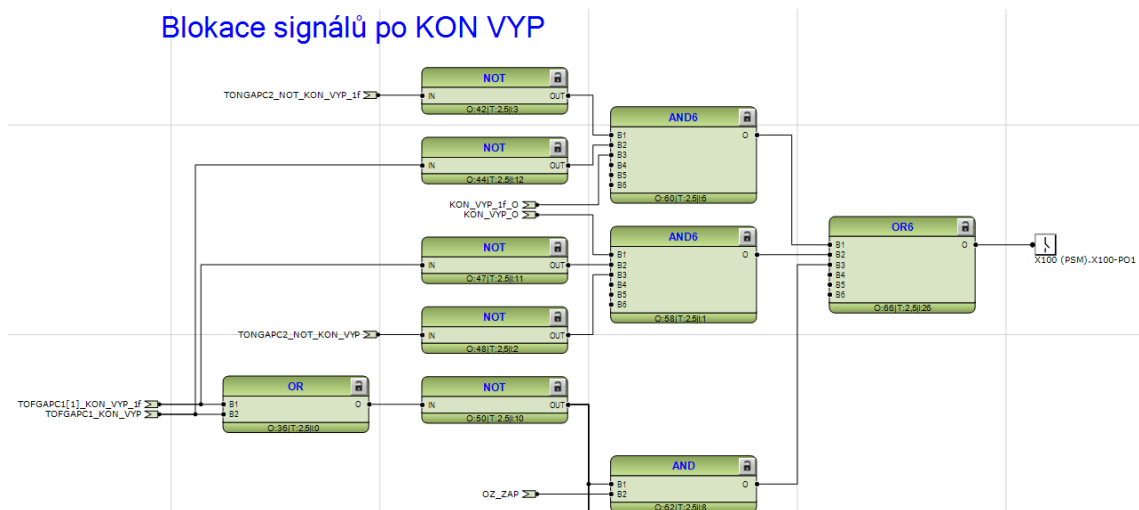 Blokace signálů po KON VYP
NOT
TONGAPC2_NOT_KON_VYP_1f
IN
OUT
O:42|T:2,5|I:3
AND6
B1
B2
B3
B4
B5
B6
O
O:60|T:2,5|I:6
NOT
IN
OUT
O:44|T:2,5|I:12
KON_VYP_1f_O
KON_VYP_O
OR6
B1
B2
B3
B4
B5
B6
O
O:66|T:2,5|I:26
X100 (PSM).X100-PO1
AND6
B1
B2
B3
B4
B5
B6
O
O:58|T:2,5|I:1
NOT
IN
OUT
O:47|T:2,5|I:11
NOT
TONGAPC2_NOT_KON_VYP
IN
OUT
O:48|T:2,5|I:2
OR
TOFGAPC1[1]_KON_VYP_1f
TOFGAPC1_KON_VYP
B1
B2
O
O:36|T:2,5|I:0
NOT
IN
OUT
O:50|T:2,5|I:10
AND
OZ_ZAP
B1
B2
O
O:62|T:2,5|I:8